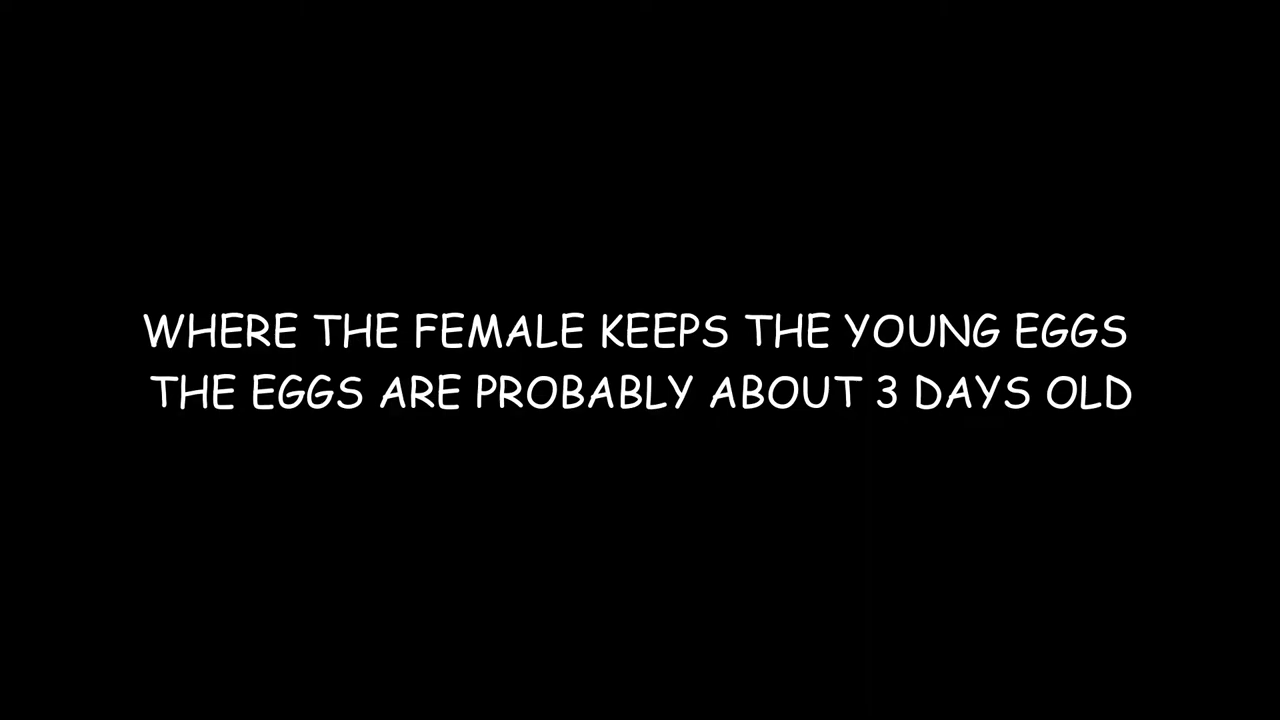 WHERE THE FEMALE KEEPS THE YOUNG EGGS
THE EGGS ARE PROBABLY ABOUT 3 DAYS OLD